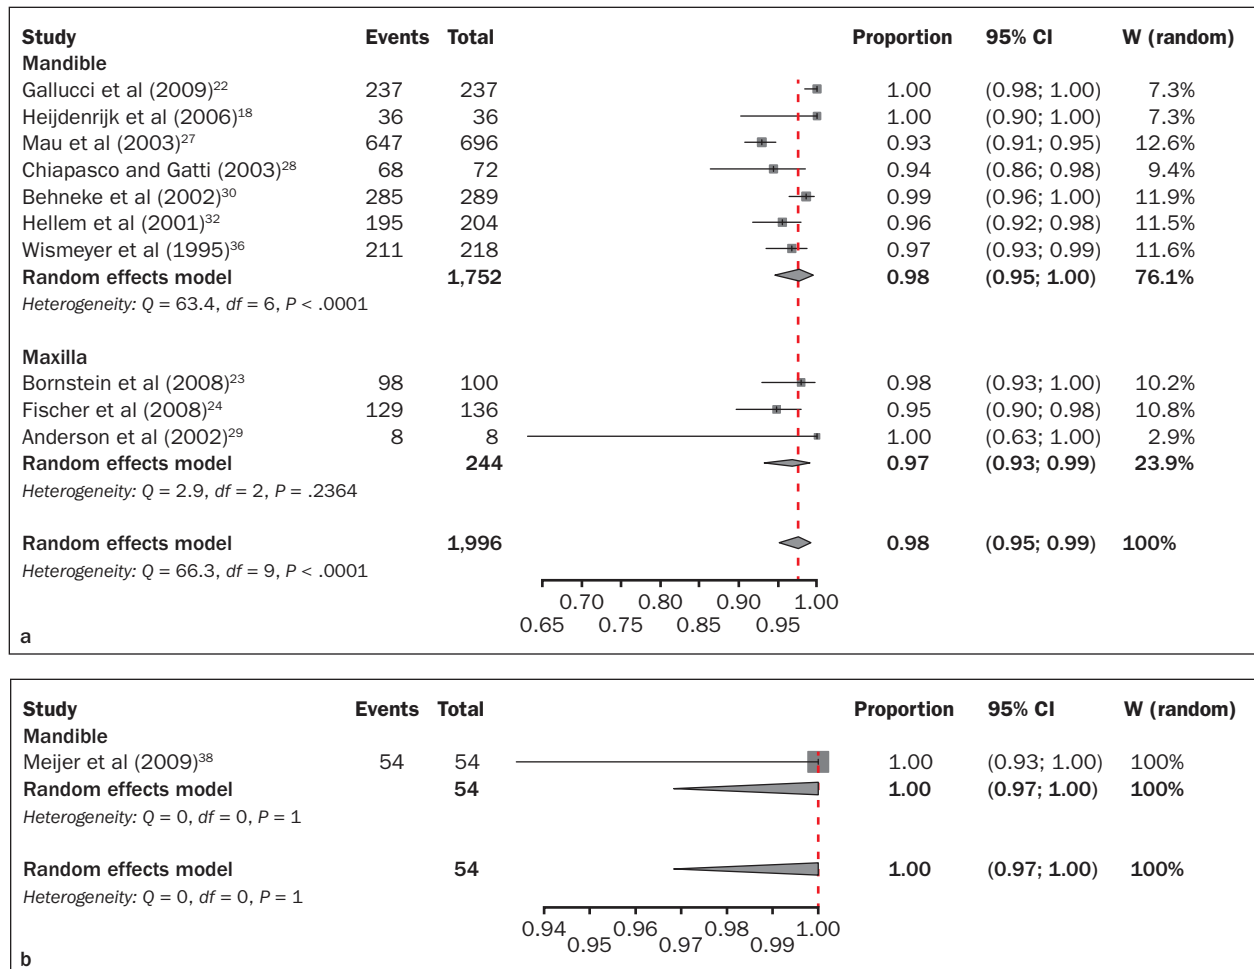 Study Events Total Proportion 95% CI W (random)
Mandible
Gallucci et al (2009)22 237 237 1.00 (0.98; 1.00) 7.3%
Heijdenrijk et al (2006)18 36 36 1.00 (0.90; 1.00) 7.3%
Mau et al (2003)27 647 696 0.93 (0.91; 0.95) 12.6%
Chiapasco and Gatti (2003)28 68 72 0.94 (0.86; 0.98) 9.4%
Behneke et al (2002)30 285 289 0.99 (0.96; 1.00) 11.9%
Hellem et al (2001)32 195 204 0.96 (0.92; 0.98) 11.5%
Wismeyer et al (1995)36 211 218 0.97 (0.93; 0.99) 11.6%
Random effects model 1,752 0.98 (0.95; 1.00) 76.1%
Heterogeneity: Q = 63.4, df = 6, P < .0001
Maxilla
Bornstein et al (2008)23 98 100 0.98 (0.93; 1.00) 10.2%
Fischer et al (2008)24 129 136 0.95 (0.90; 0.98) 10.8%
Anderson et al (2002)29 8 8 1.00 (0.63; 1.00) 2.9%
Random effects model 244 0.97 (0.93; 0.99) 23.9%
Heterogeneity: Q = 2.9, df = 2, P = .2364
Random effects model 1,996 0.98 (0.95; 0.99) 100%
Heterogeneity: Q = 66.3, df = 9, P < .0001
0.70 0.80 0.90 1.00
0.65 0.75 0.85 0.95
a
Study Events Total Proportion 95% CI W (random)
Mandible
Meijer et al (2009)38 54 54 1.00 (0.93; 1.00) 100%
Random effects model 54 1.00 (0.97; 1.00) 100%
Heterogeneity: Q = 0, df = 0, P = 1
Random effects model 54 1.00 (0.97; 1.00) 100%
Heterogeneity: Q = 0, df = 0, P = 1
0.94 0.96 0.98 1.00
0.95 0.97 0.99
b